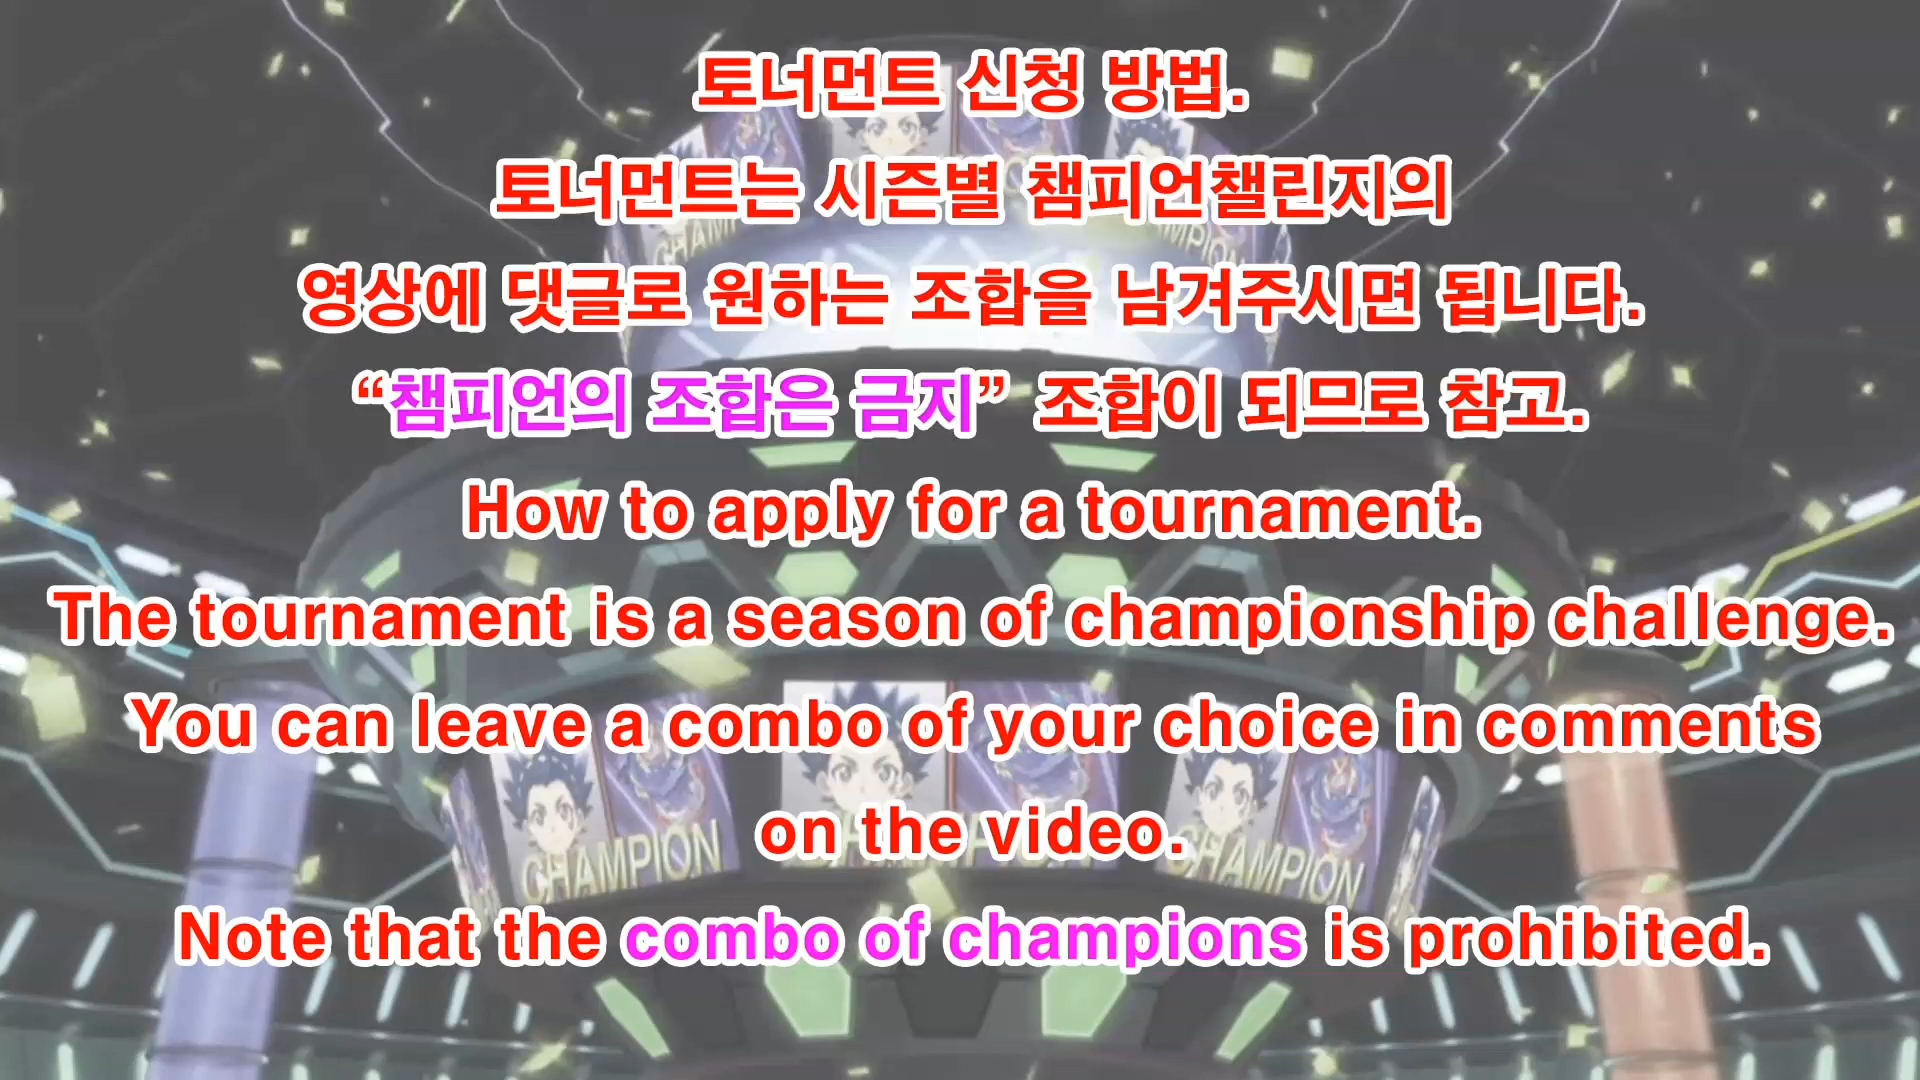 토너먼트 신청 방법.
토너먼트는 시즌별 챔피언챌린지의
영상에 댓글로 원하는 조합을 남겨주시면 됩니다.
“챔피언의 조합은 금지” 조합이 되므로 참고.
How to apply for a tournament.
The tournament is a season of championship challenge.
You can leave a combo of your choice in comments
on the video.
Note that the combo of champions is prohibited.
CHAMPION
CHAMPION